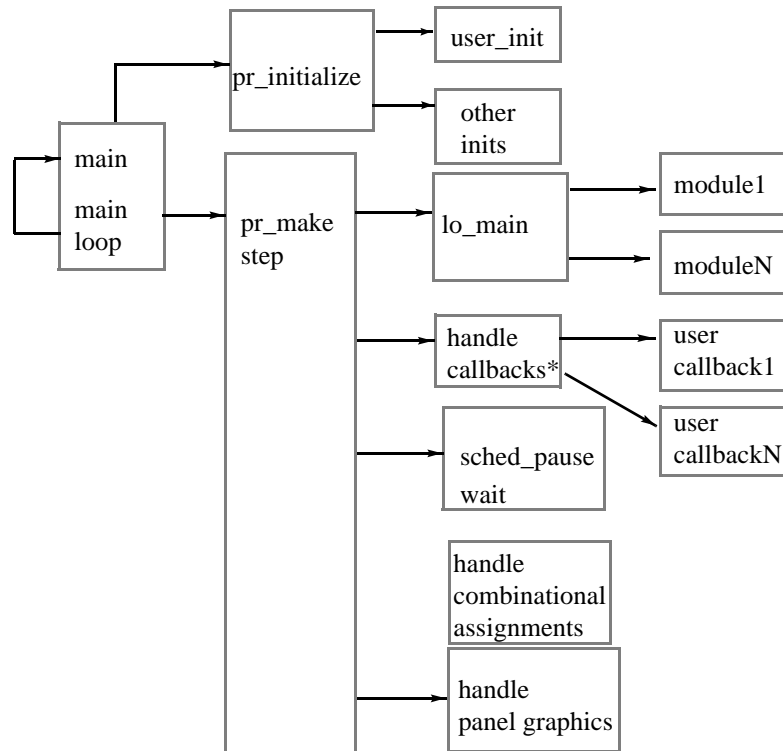 user_init
pr_initialize
other
inits
main
main
loop
pr_make
step
lo_main
module1
moduleN
handle
callbacks*
user
callback1
user
callbackN
sched_pause
wait
handle
combinational
assignments
handle
panel graphics